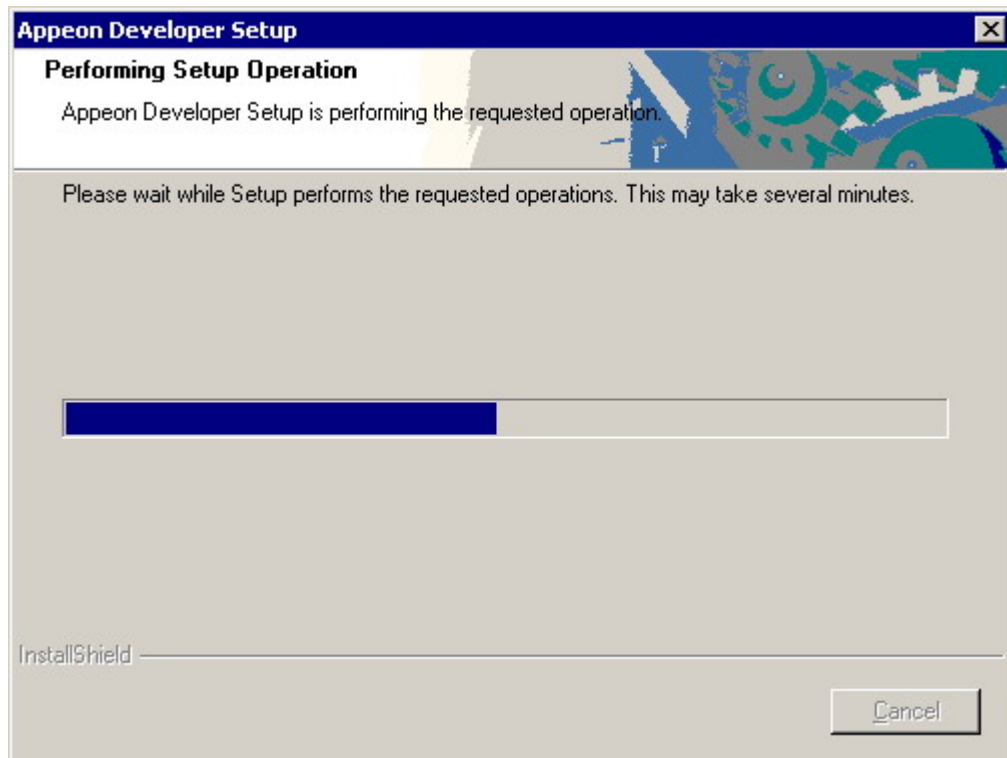 Appeon Developer Setup
Performing Setup Operation
Appeon Developer Setup is performing the requested operation.
Please wait while Setup performs the requested operations. This may take several minutes.
InstallShield
Cancel